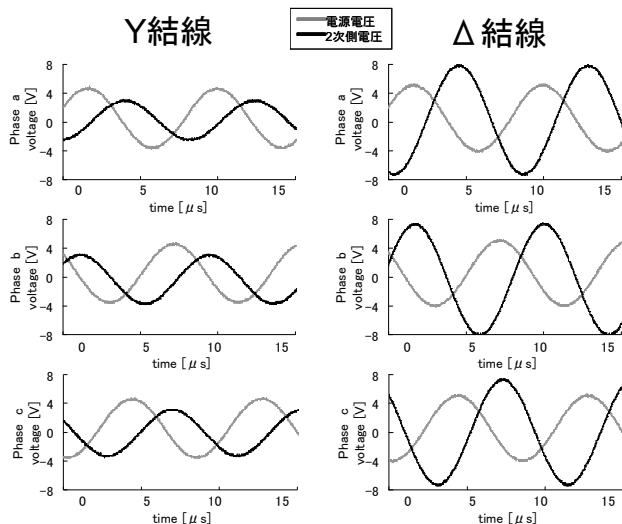 Y結線
電源電圧
2次側電圧
Δ結線
Phase a
voltage [V]
8
4
0
-4
-8
0 5 10 15
time [μs]
Phase a
voltage [V]
8
4
0
-4
-8
0 5 10 15
time [μs]
Phase b
voltage [V]
8
4
0
-4
-8
0 5 10 15
time [μs]
Phase b
voltage [V]
8
4
0
-4
-8
0 5 10 15
time [μs]
Phase c
voltage [V]
8
4
0
-4
-8
0 5 10 15
time [μs]
Phase c
voltage [V]
8
4
0
-4
-8
0 5 10 15
time [μs]